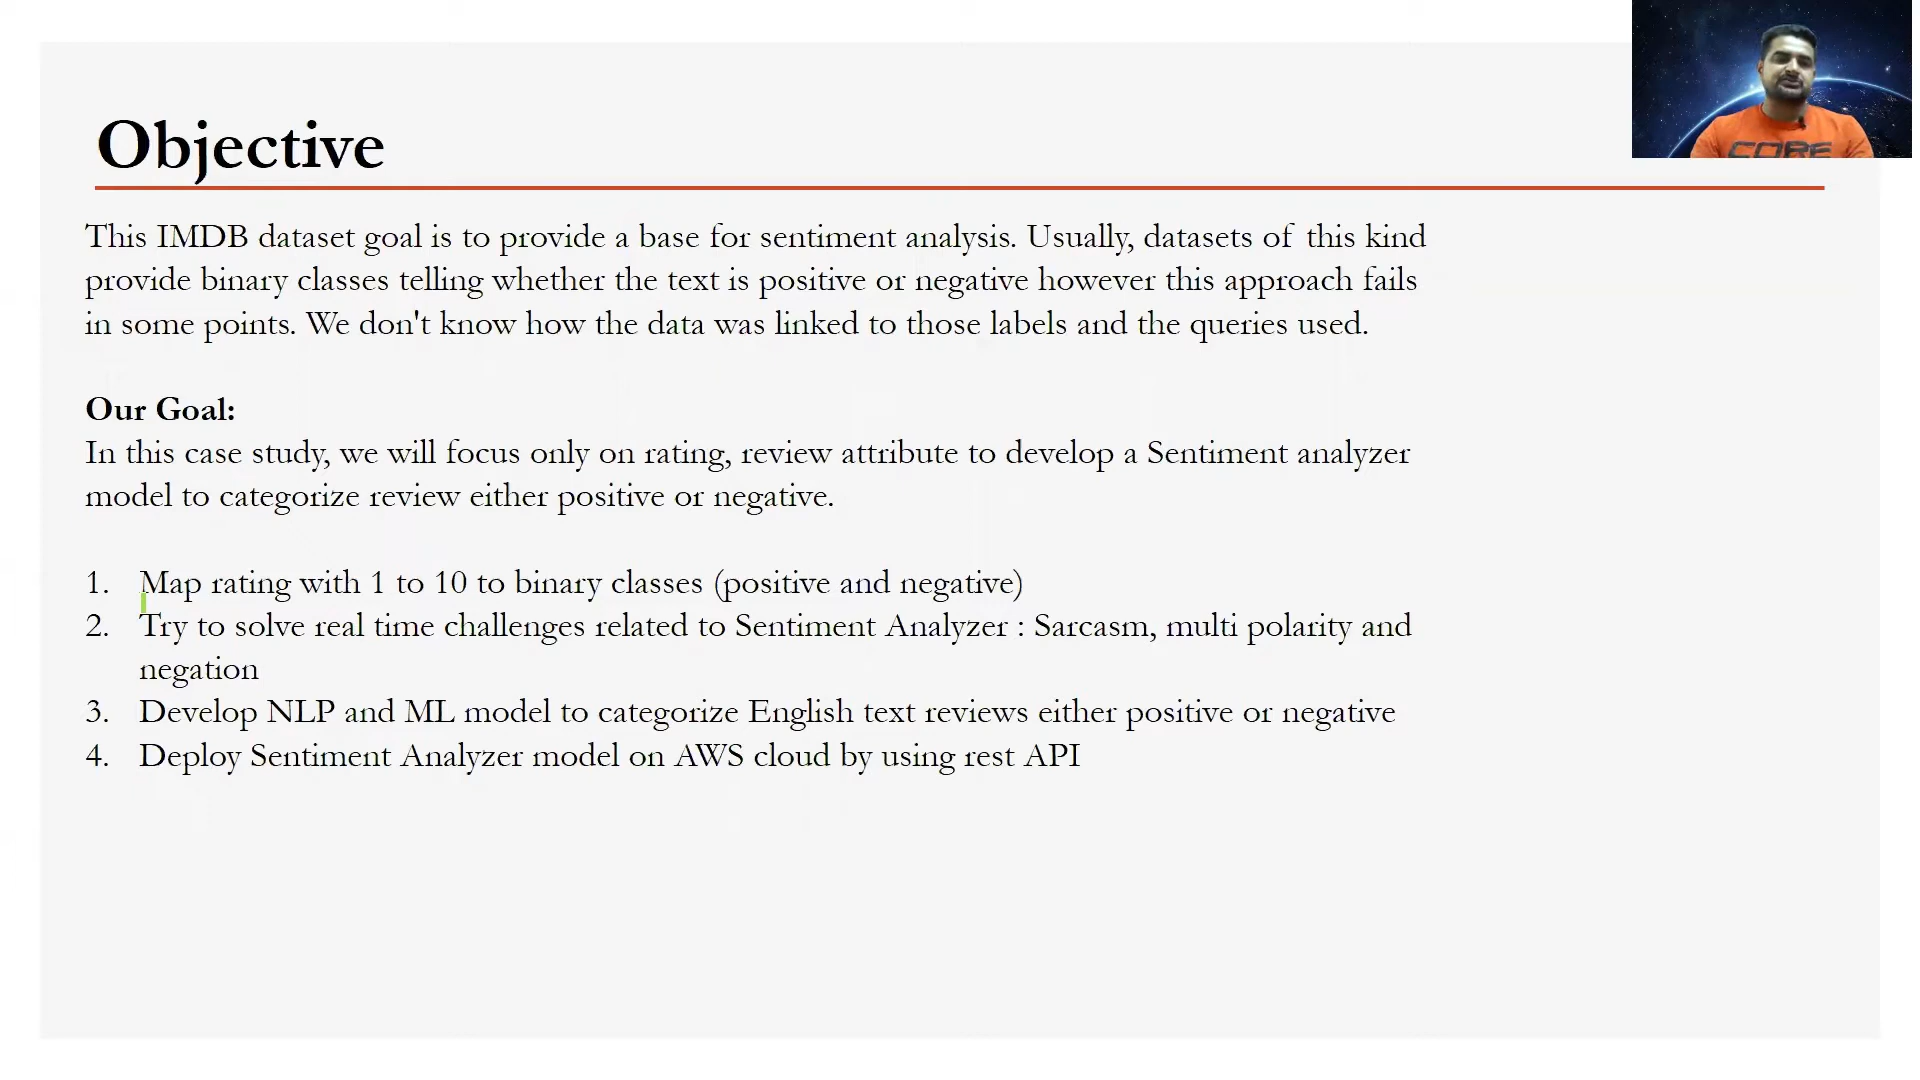 Objective
This IMDB dataset goal is to provide a base for sentiment analysis. Usually, datasets of this kind
provide binary classes telling whether the text is positive or negative however this approach fails
in some points. We don't know how the data was linked to those labels and the queries used.
Our Goal:
In this case study, we will focus only on rating, review attribute to develop a Sentiment analyzer
model to categorize review either positive or negative.
1. Map rating with 1 to 10 to binary classes (positive and negative)
2. Try to solve real time challenges related to Sentiment Analyzer : Sarcasm, multi polarity and
negation
3. Develop NLP and ML model to categorize English text reviews either positive or negative
4. Deploy Sentiment Analyzer model on AWS cloud by using rest API
CORE